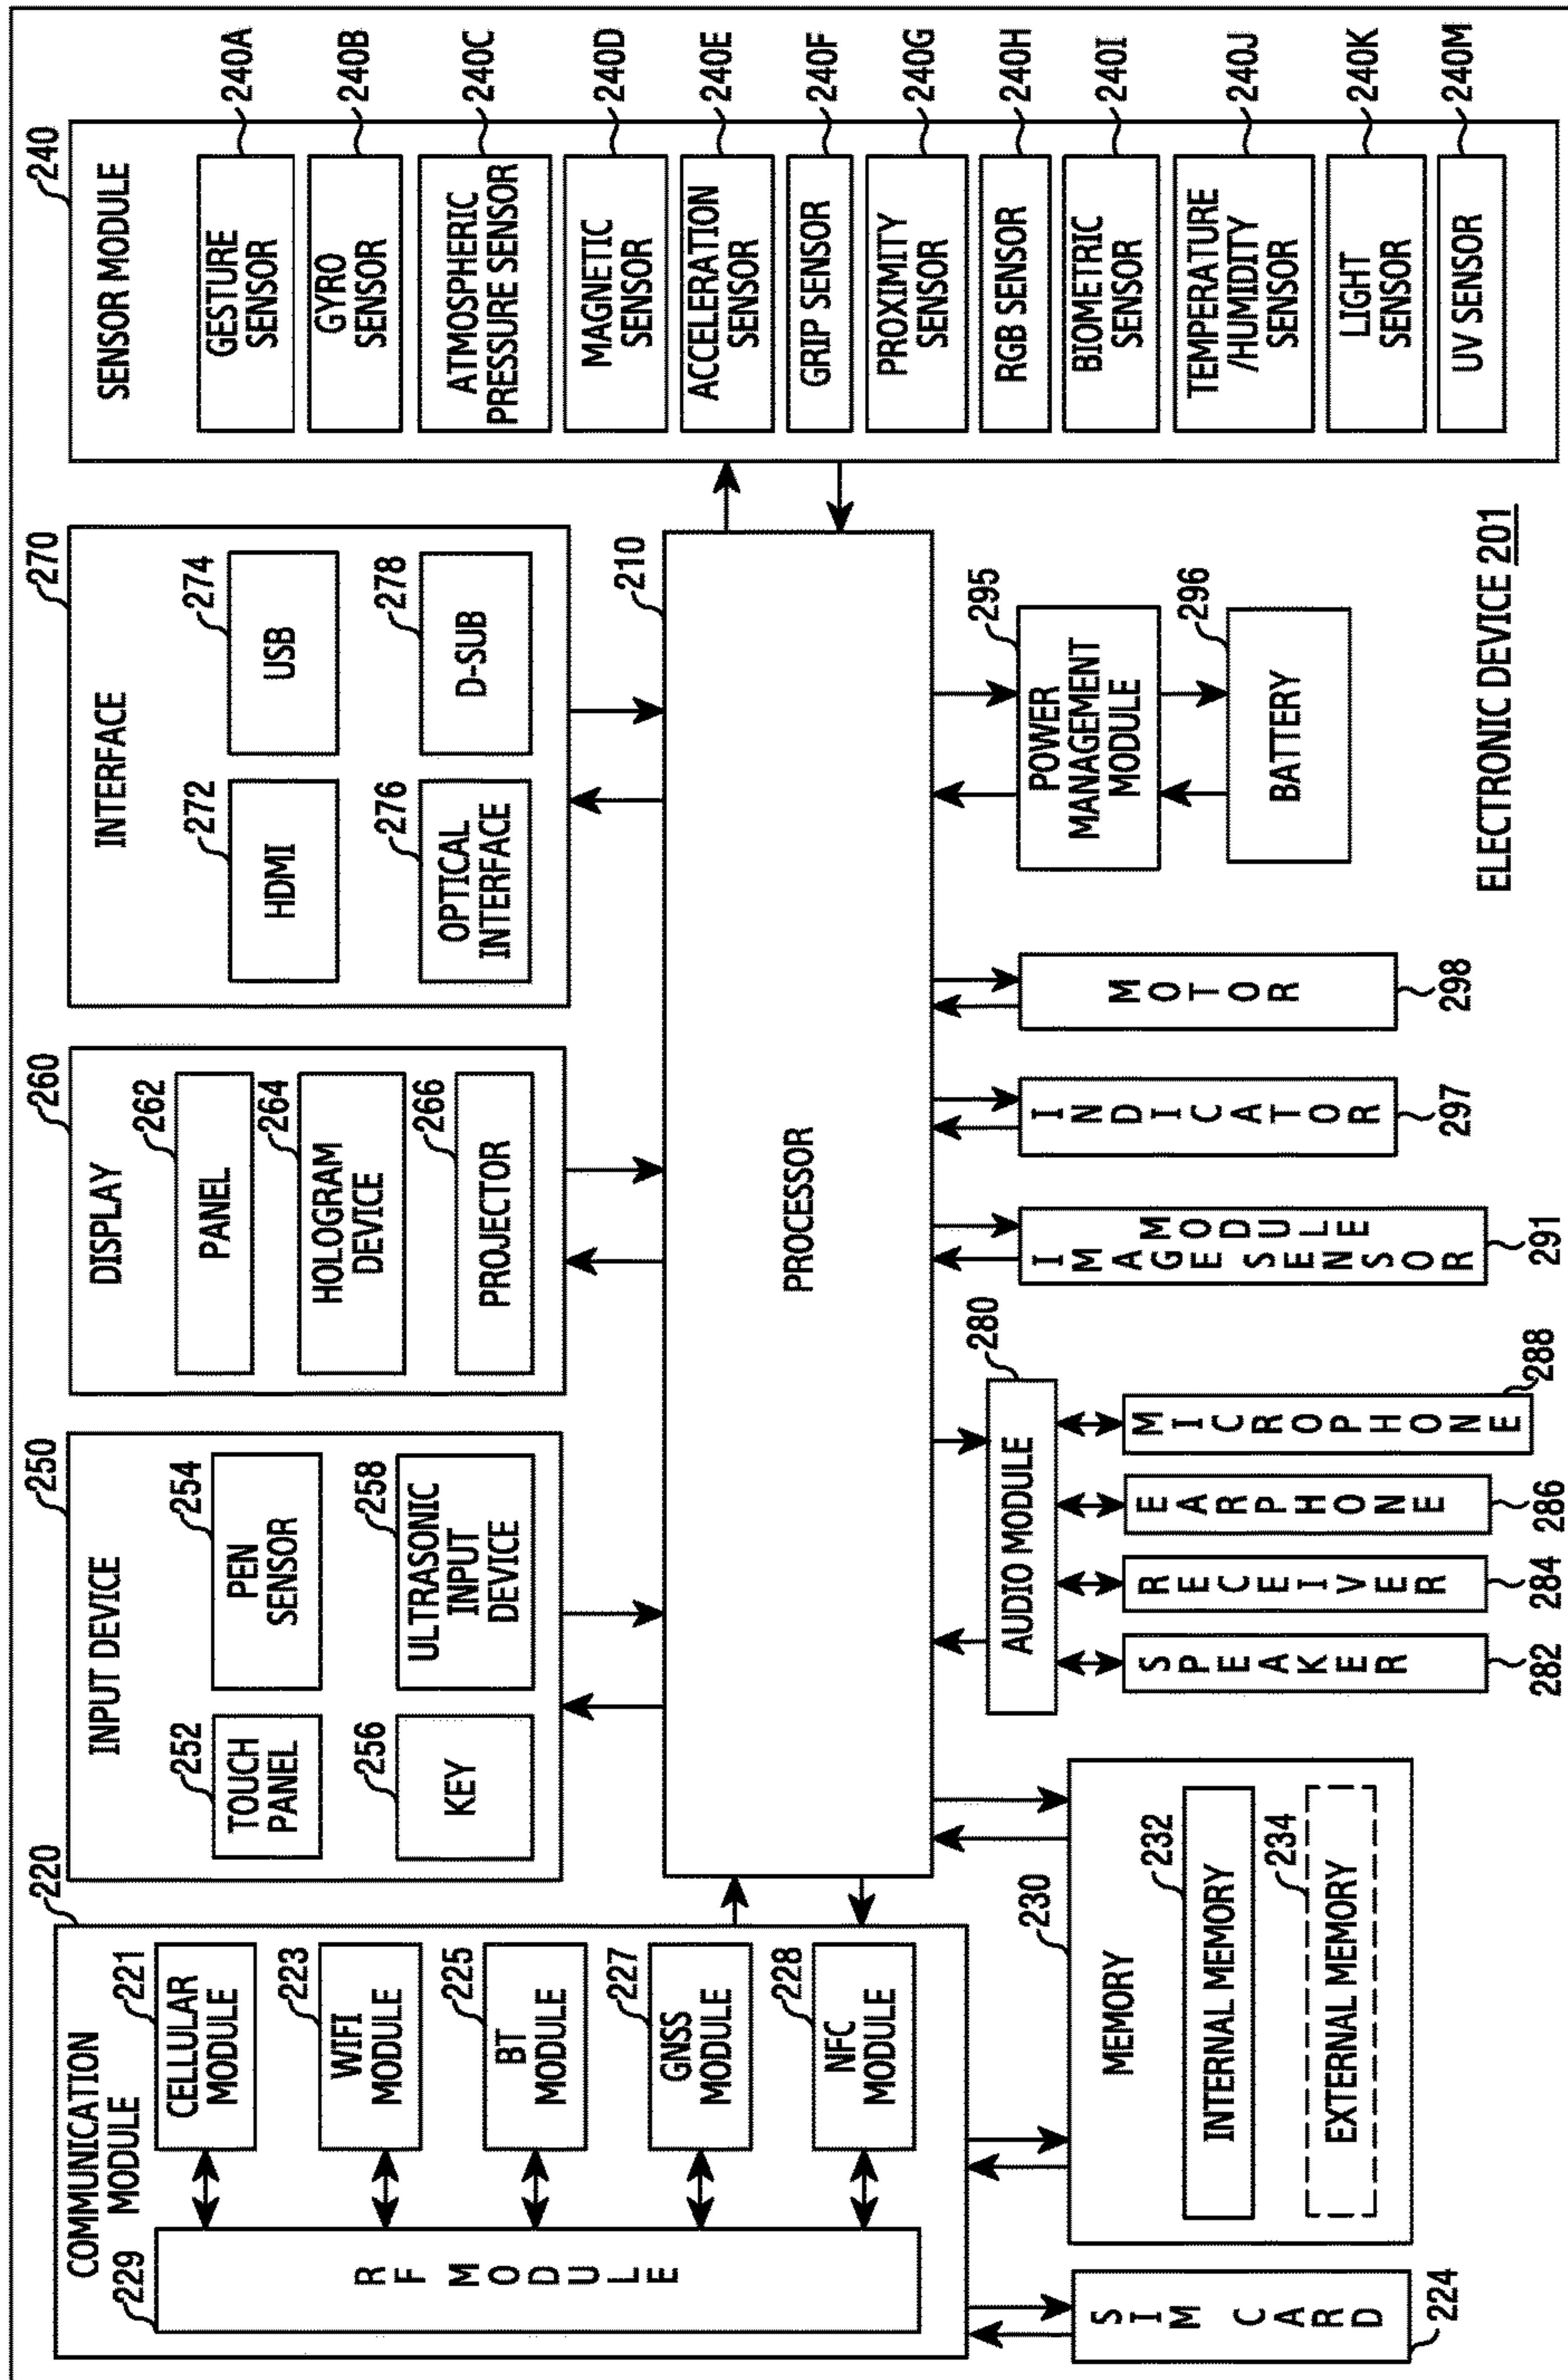 COMMUNICATION
MODULE
220
229
RF MODULE
221
CELLULAR
MODULE
223
WIFI
MODULE
225
BT
MODULE
227
GNSS
MODULE
228
NFC
MODULE
INPUT DEVICE
250
252
TOUCH
PANEL
254
PEN
SENSOR
256
KEY
258
ULTRASONIC
INPUT
DEVICE
DISPLAY
260
262
PANEL
264
HOLOGRAM
DEVICE
266
PROJECTOR
INTERFACE
270
272
HDMI
274
USB
276
OPTICAL
INTERFACE
278
D-SUB
SENSOR MODULE
240
GESTURE
SENSOR
240A
GYRO
SENSOR
240B
ATMOSPHERIC
PRESSURE SENSOR
240C
MAGNETIC
SENSOR
240D
ACCELERATION
SENSOR
240E
GRIP SENSOR
240F
PROXIMITY
SENSOR
240G
RGB SENSOR
240H
BIOMETRIC
SENSOR
240I
TEMPERATURE
/HUMIDITY
SENSOR
240J
LIGHT
SENSOR
240K
UV SENSOR
240M
PROCESSOR
210
SIM CARD
224
MEMORY
230
232
INTERNAL MEMORY
234
EXTERNAL MEMORY
AUDIO MODULE
280
SPEAKER
282
RECEIVER
284
EARPHONE
286
MICROPHONE
288
IMAGE SENSOR
MODULE
291
INDICATOR
297
MOTOR
298
POWER
MANAGEMENT
MODULE
295
BATTERY
296
ELECTRONIC DEVICE 201